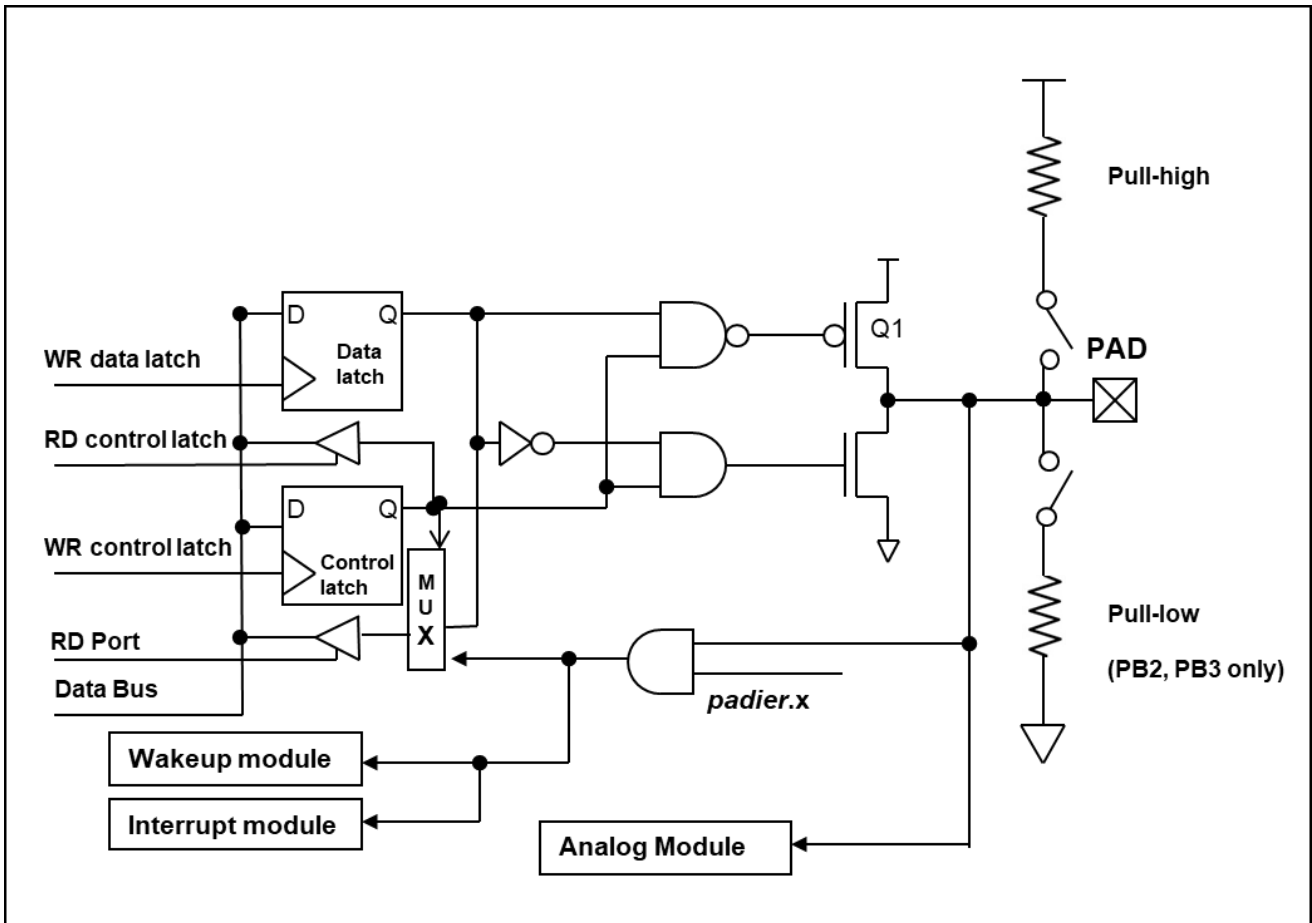 Pull-high
D
Q
Data
latch
Q1
PAD
WR data latch
RD control latch
D
Q
Control
latch
WR control latch
M
U
X
RD Port
Data Bus
padier.x
Pull-low
(PB2, PB3 only)
Wakeup module
Interrupt module
Analog Module